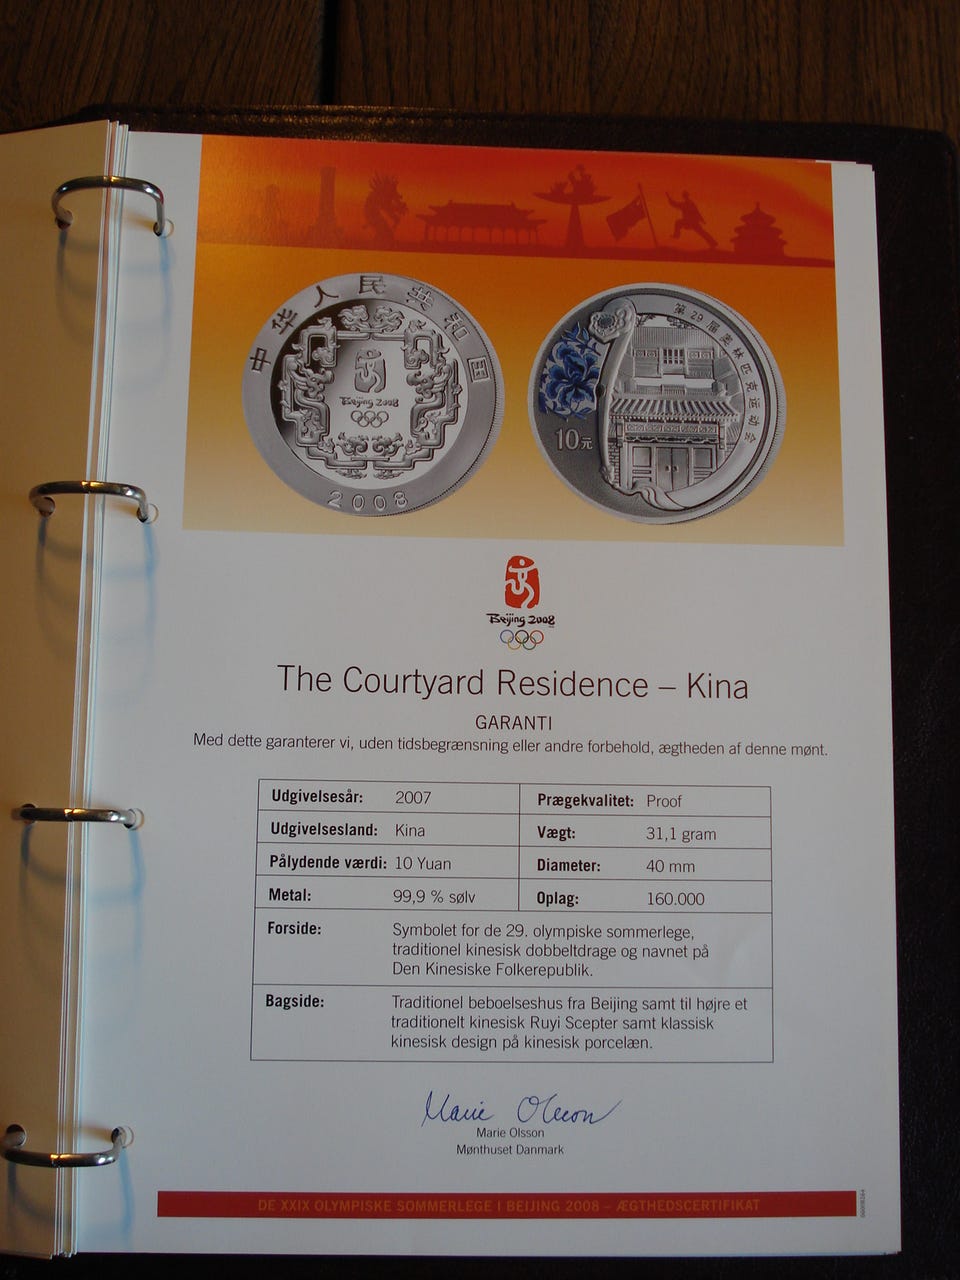 中华人民共和国
Beijing 2008
2008
第29届奥林匹克运动会
10元
Beijing 2008
The Courtyard Residence – Kina
GARANTI
Med dette garanterer vi, uden tidsbegrænsning eller andre forbehold, ægtheden af denne mønt.
Udgivelsesår: 2007 Prægekvalitet: Proof
Udgivelsesland: Kina Vægt: 31,1 gram
Pålydende værdi: 10 Yuan Diameter: 40 mm
Metal: 99,9 % sølv Oplag: 160.000
Forside: Symbolet for de 29. olympiske sommerlege,
traditionel kinesisk dobbeltdrage og navnet på
Den Kinesiske Folkerepublik.
Bagside: Traditionel beboelseshus fra Beijing samt til højre et
traditionelt kinesisk Ruyi Scepter samt klassisk
kinesisk design på kinesisk porcelæn.
Marie Olsson
Marie Olsson
Mønthuset Danmark
DE XXIX OLYMPISKE SOMMERLEGE I BEIJING 2008 – ÆGTHEDSCERTIFIKAT